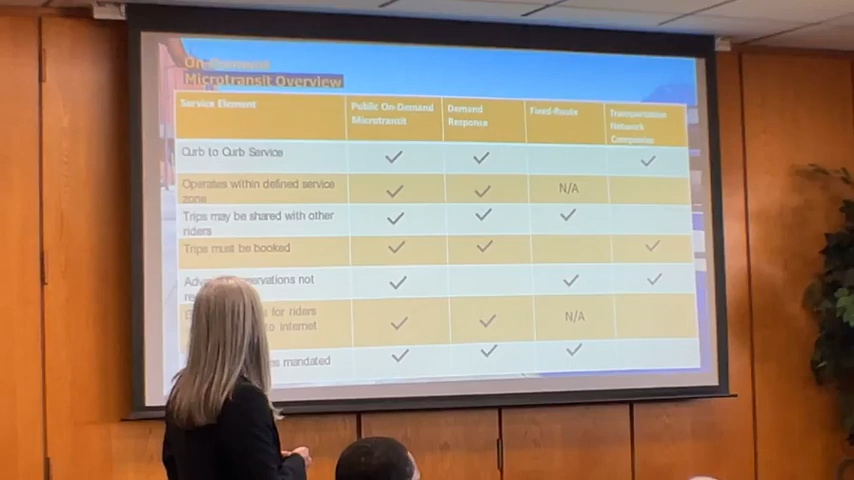 On-Demand
Microtransit Overview
Service Element Public On-Demand Microtransit Demand Response Fixed-Route Transportation Network Companies
Curb to Curb Service ✓ ✓ ✓
Operates within defined service zone ✓ ✓ N/A
Trips may be shared with other riders ✓ ✓ ✓
Trips must be booked ✓ ✓ ✓
not ✓ ✓ ✓
for riders to internet ✓ ✓ N/A
mandated ✓ ✓ ✓